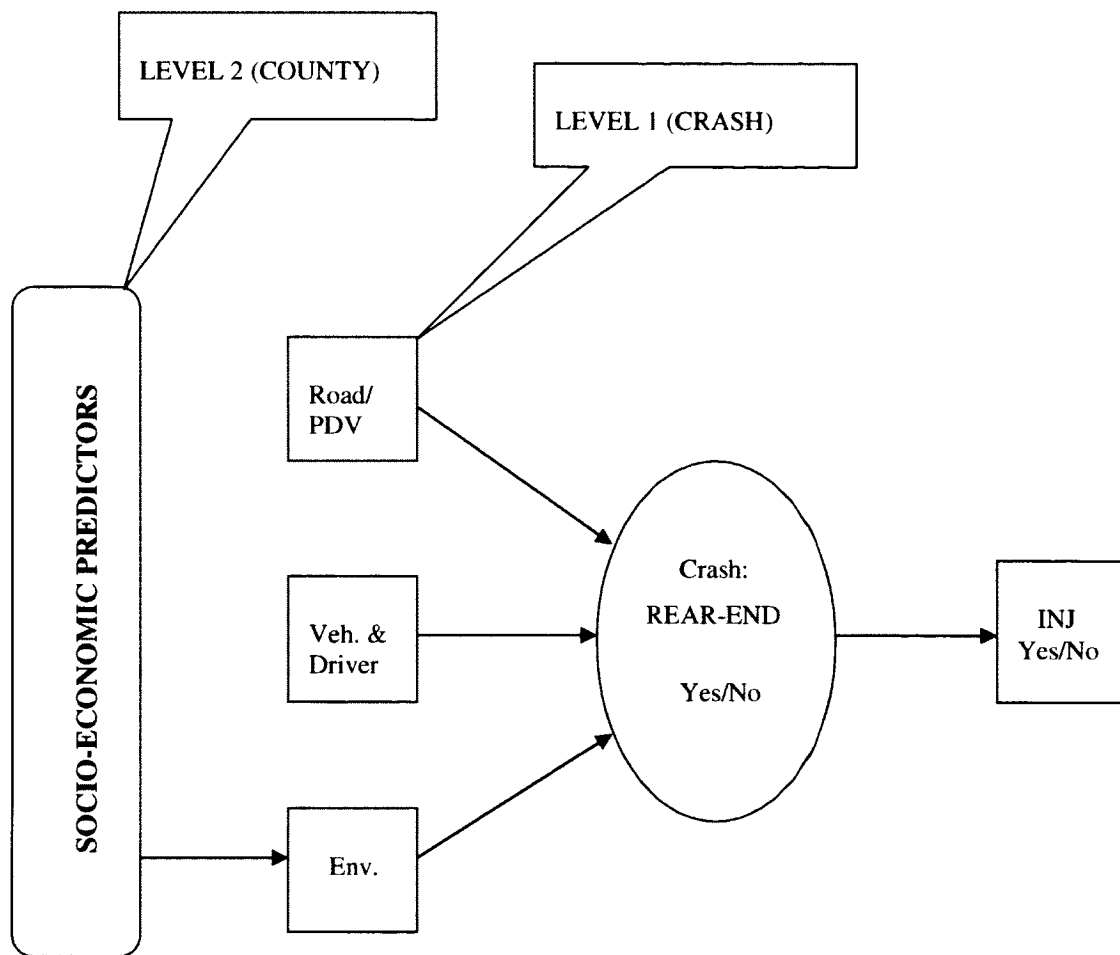 LEVEL 2 (COUNTY)
LEVEL 1 (CRASH)
SOCIO-ECONOMIC PREDICTORS
Road/
PDV
Veh. &
Driver
Env.
Crash:
REAR-END
Yes/No
INJ
Yes/No